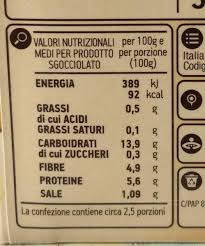 VALORI NUTRIZIONALI per 100g e
MEDI PER PRODOTTO per porzione
SGOCCIOLATO (100g)
ENERGIA 389 kj
92 kcal
GRASSI 0,5 g
di cui ACIDI
GRASSI SATURI 0,1 g
CARBOIDRATI 13,9 g
di cui ZUCCHERI 0,3 g
FIBRE 4,9 g
PROTEINE 5,6 g
SALE 1,09 g
La confezione contiene circa 2,5 porzioni
Italia
Codig
C/PAP 8